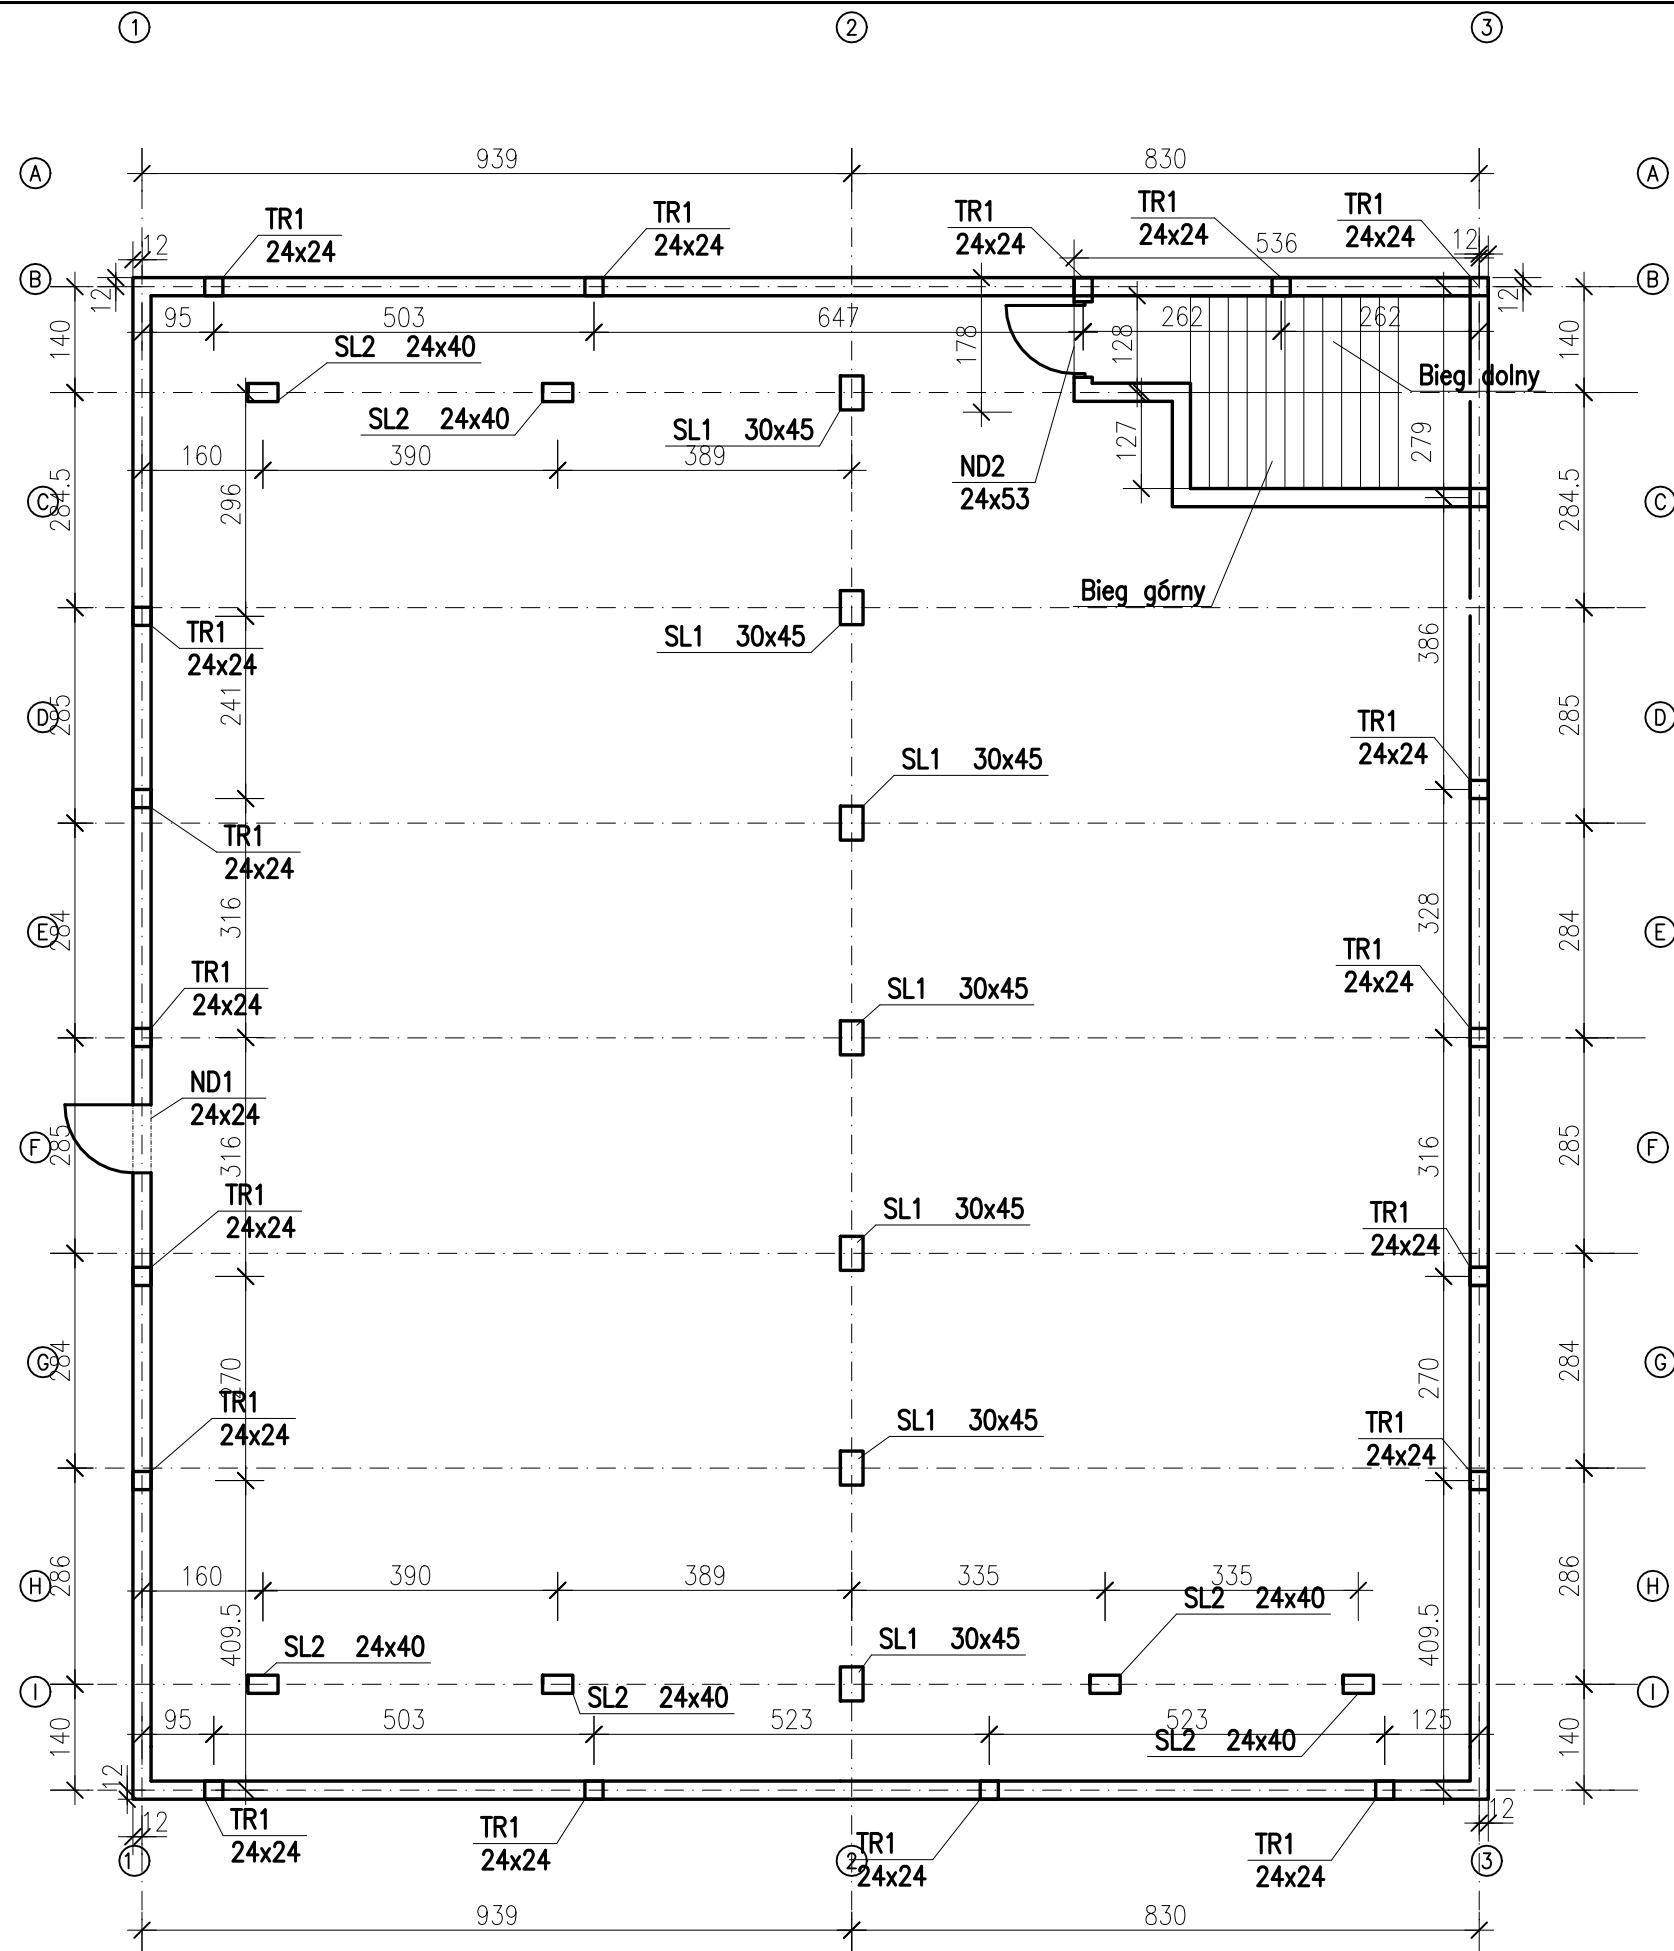 1 2 3
A 939 830 A
TR1
24x24
TR1
24x24
TR1
24x24
TR1
24x24
TR1
24x24
12 536 12
B B
12 12
95 503 647 262 262
140 178 128 140
SL2 24x40
SL2 24x40
SL1 30x45
Bieg dolny
160 390 389
127 279
ND2
24x53
C 284.5 296 284.5 C
Bieg górny
TR1
24x24
SL1 30x45
386
D 285 241 285 D
TR1
24x24
SL1 30x45
TR1
24x24
E 284 316 328 284 E
TR1
24x24
SL1 30x45
TR1
24x24
ND1
24x24
F 285 316 316 285 F
TR1
24x24
SL1 30x45
TR1
24x24
G 284 270 270 284 G
TR1
24x24
SL1 30x45
TR1
24x24
H 286 286 H
160 390 389 335 335
SL2 24x40
409.5 409.5
SL2 24x40
SL1 30x45
I I
SL2 24x40
95 503 523 523 125
SL2 24x40
140 140
12
12 12
TR1
24x24
TR1
24x24
TR1
24x24
TR1
24x24
1 2 3
939 830